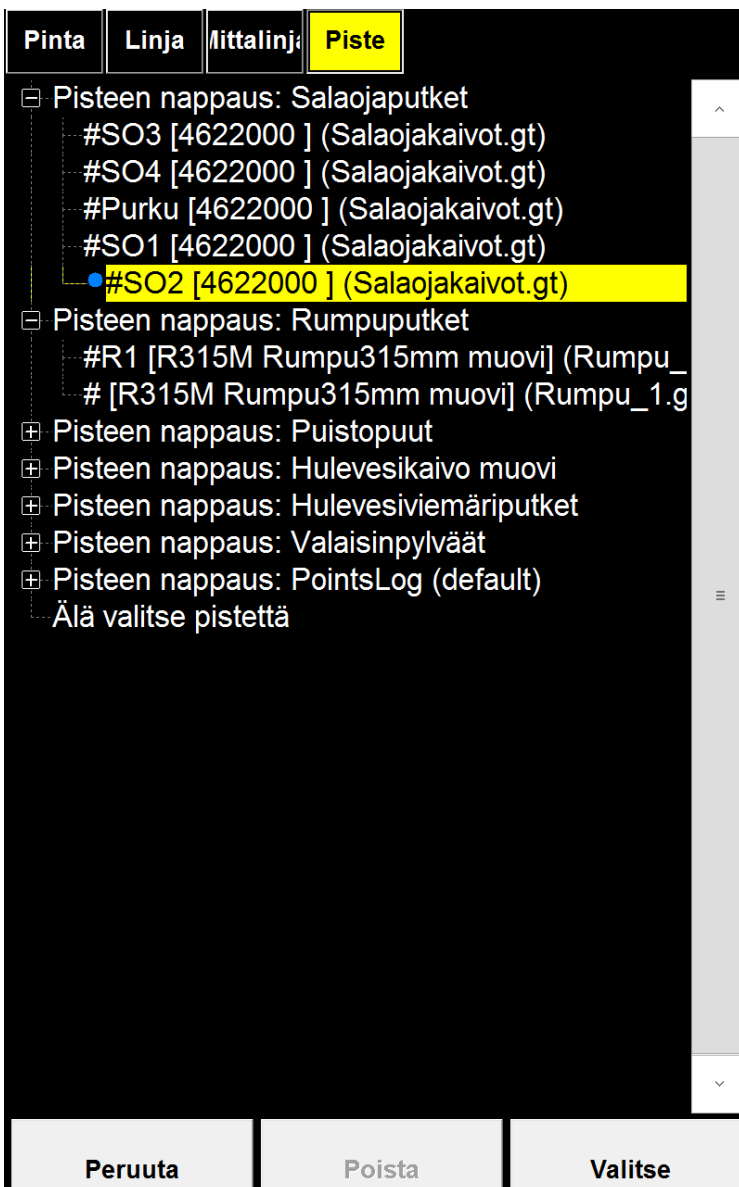 Pinta Linja Mittalinja Piste
Pisteen nappaus: Salaojaputket
#SO3 [4622000 ] (Salaojakaivot.gt)
#SO4 [4622000 ] (Salaojakaivot.gt)
#Purku [4622000 ] (Salaojakaivot.gt)
#SO1 [4622000 ] (Salaojakaivot.gt)
#SO2 [4622000 ] (Salaojakaivot.gt)
Pisteen nappaus: Rumpuputket
#R1 [R315M Rumpu315mm muovi] (Rumpu_
# [R315M Rumpu315mm muovi] (Rumpu_1.g
Pisteen nappaus: Puistopuut
Pisteen nappaus: Hulevesikaivo muovi
Pisteen nappaus: Hulevesiviemäriputket
Pisteen nappaus: Valaisinpylväät
Pisteen nappaus: PointsLog (default)
Älä valitse pistettä
Peruuta Poista Valitse